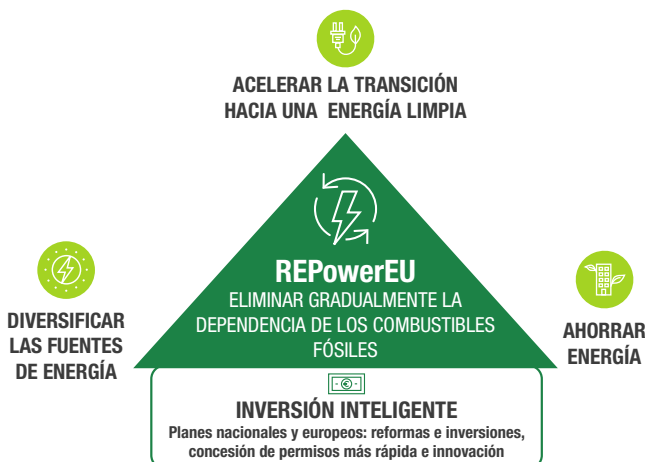 ACELERAR LA TRANSICIÓN
HACIA UNA ENERGÍA LIMPIA
REPowerEU
ELIMINAR GRADUALMENTE LA
DEPENDENCIA DE LOS COMBUSTIBLES
FÓSILES
DIVERSIFICAR
LAS FUENTES
DE ENERGÍA
AHORRAR
ENERGÍA
INVERSIÓN INTELIGENTE
Planes nacionales y europeos: reformas e inversiones,
concesión de permisos más rápida e innovación